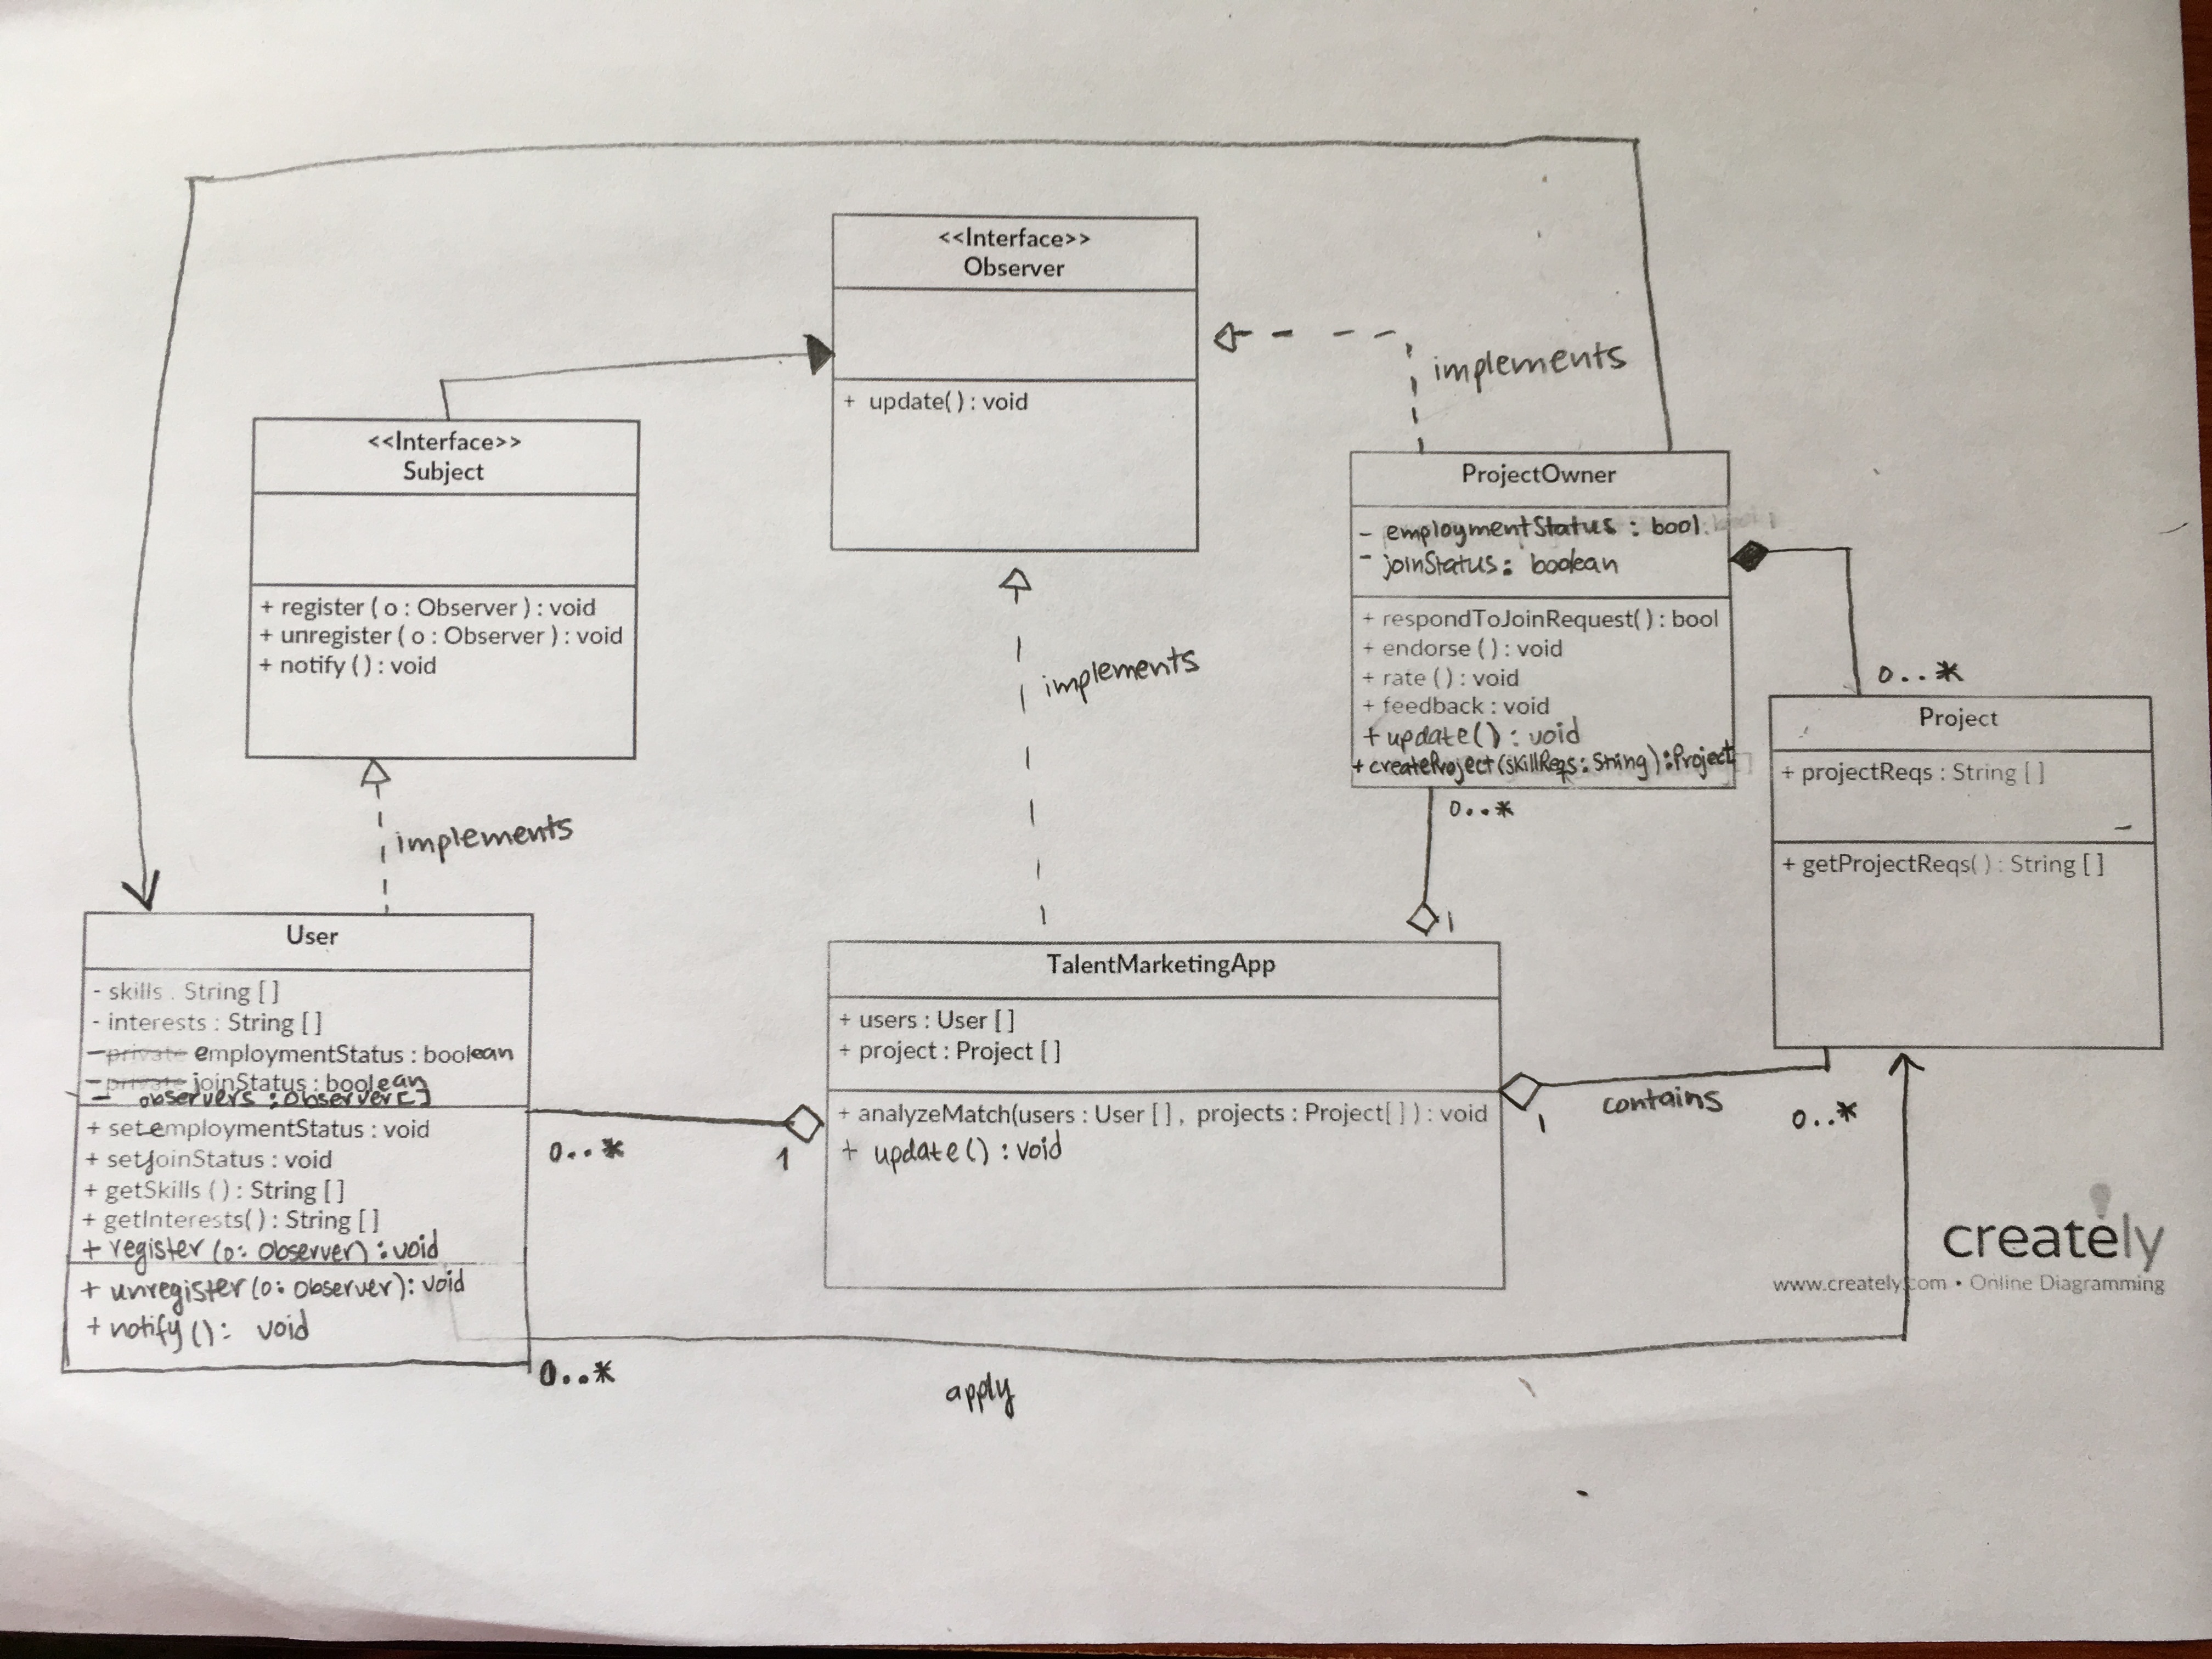 <<Interface>>
Observer
+ update() : void
implements
<<Interface>>
Subject
+ register ( o : Observer ) : void
+ unregister ( o : Observer ) : void
+ notify () : void
implements
implements
ProjectOwner
- employmentStatus : bool
- joinStatus : boolean
+ respondToJoinRequest() : bool
+ endorse () : void
+ rate () : void
+ feedback : void
+ update() : void
+ createProject(skillReqs : String) : Project
0..*
0..*
1
Project
+ projectReqs : String [ ]
+ getProjectReqs() : String [ ]
User
- skills : String [ ]
- interests : String [ ]
- private employmentStatus : boolean
- private joinStatus : boolean
- observers : Observer[]
+ setemploymentStatus : void
+ setjoinStatus : void
+ getSkills () : String [ ]
+ getInterests() : String [ ]
+ register (o: Observer) : void
+ unregister (o: Observer) : void
+ notify () : void
0..*
1
0..*
TalentMarketingApp
+ users : User [ ]
+ project : Project [ ]
+ analyzeMatch(users : User [ ], projects : Project[ ] ) : void
+ update() : void
contains
1
0..*
apply
creately
www.creately.com • Online Diagramming